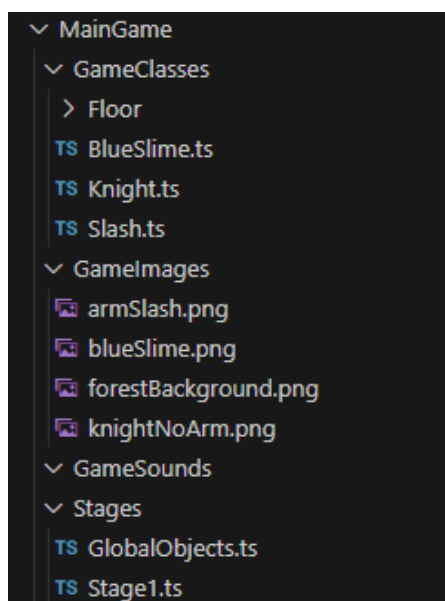 MainGame
GameClasses
Floor
TS BlueSlime.ts
TS Knight.ts
TS Slash.ts
GameImages
armSlash.png
blueSlime.png
forestBackground.png
knightNoArm.png
GameSounds
Stages
TS GlobalObjects.ts
TS Stage1.ts